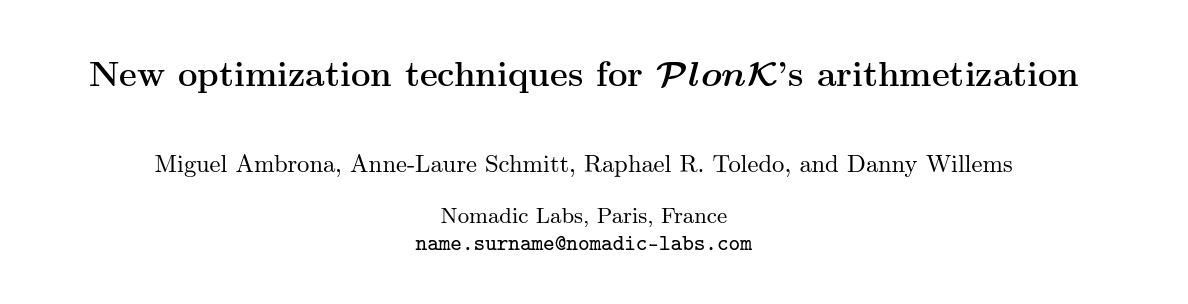 New optimization techniques for PlonK's arithmetization
Miguel Ambrona, Anne-Laure Schmitt, Raphael R. Toledo, and Danny Willems
Nomadic Labs, Paris, France
name.surname@nomadic-labs.com